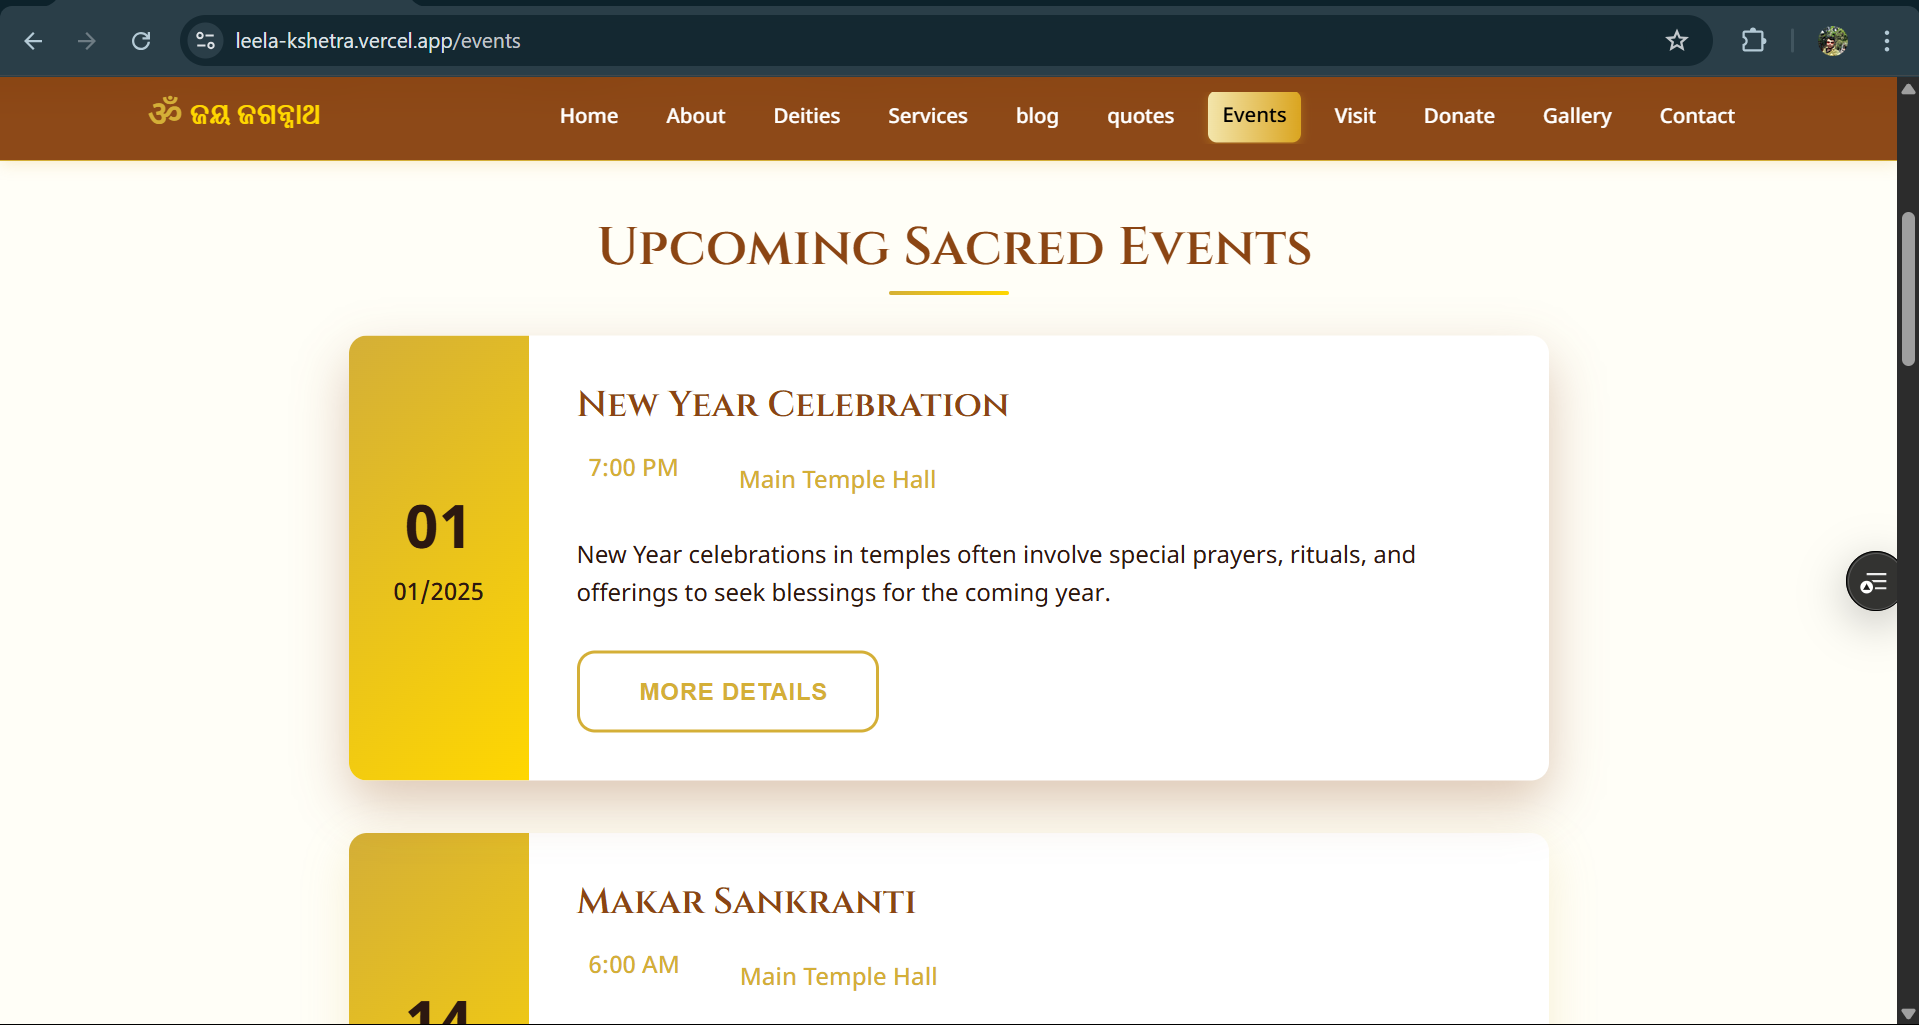 leela-kshetra.vercel.app/events
ॐ ଜୟ ଜଗନ୍ନାଥ
Home About Deities Services blog quotes Events Visit Donate Gallery Contact
Upcoming Sacred Events
New Year Celebration
7:00 PM
Main Temple Hall
01
01/2025
New Year celebrations in temples often involve special prayers, rituals, and
offerings to seek blessings for the coming year.
MORE DETAILS
Makar Sankranti
6:00 AM
Main Temple Hall
14